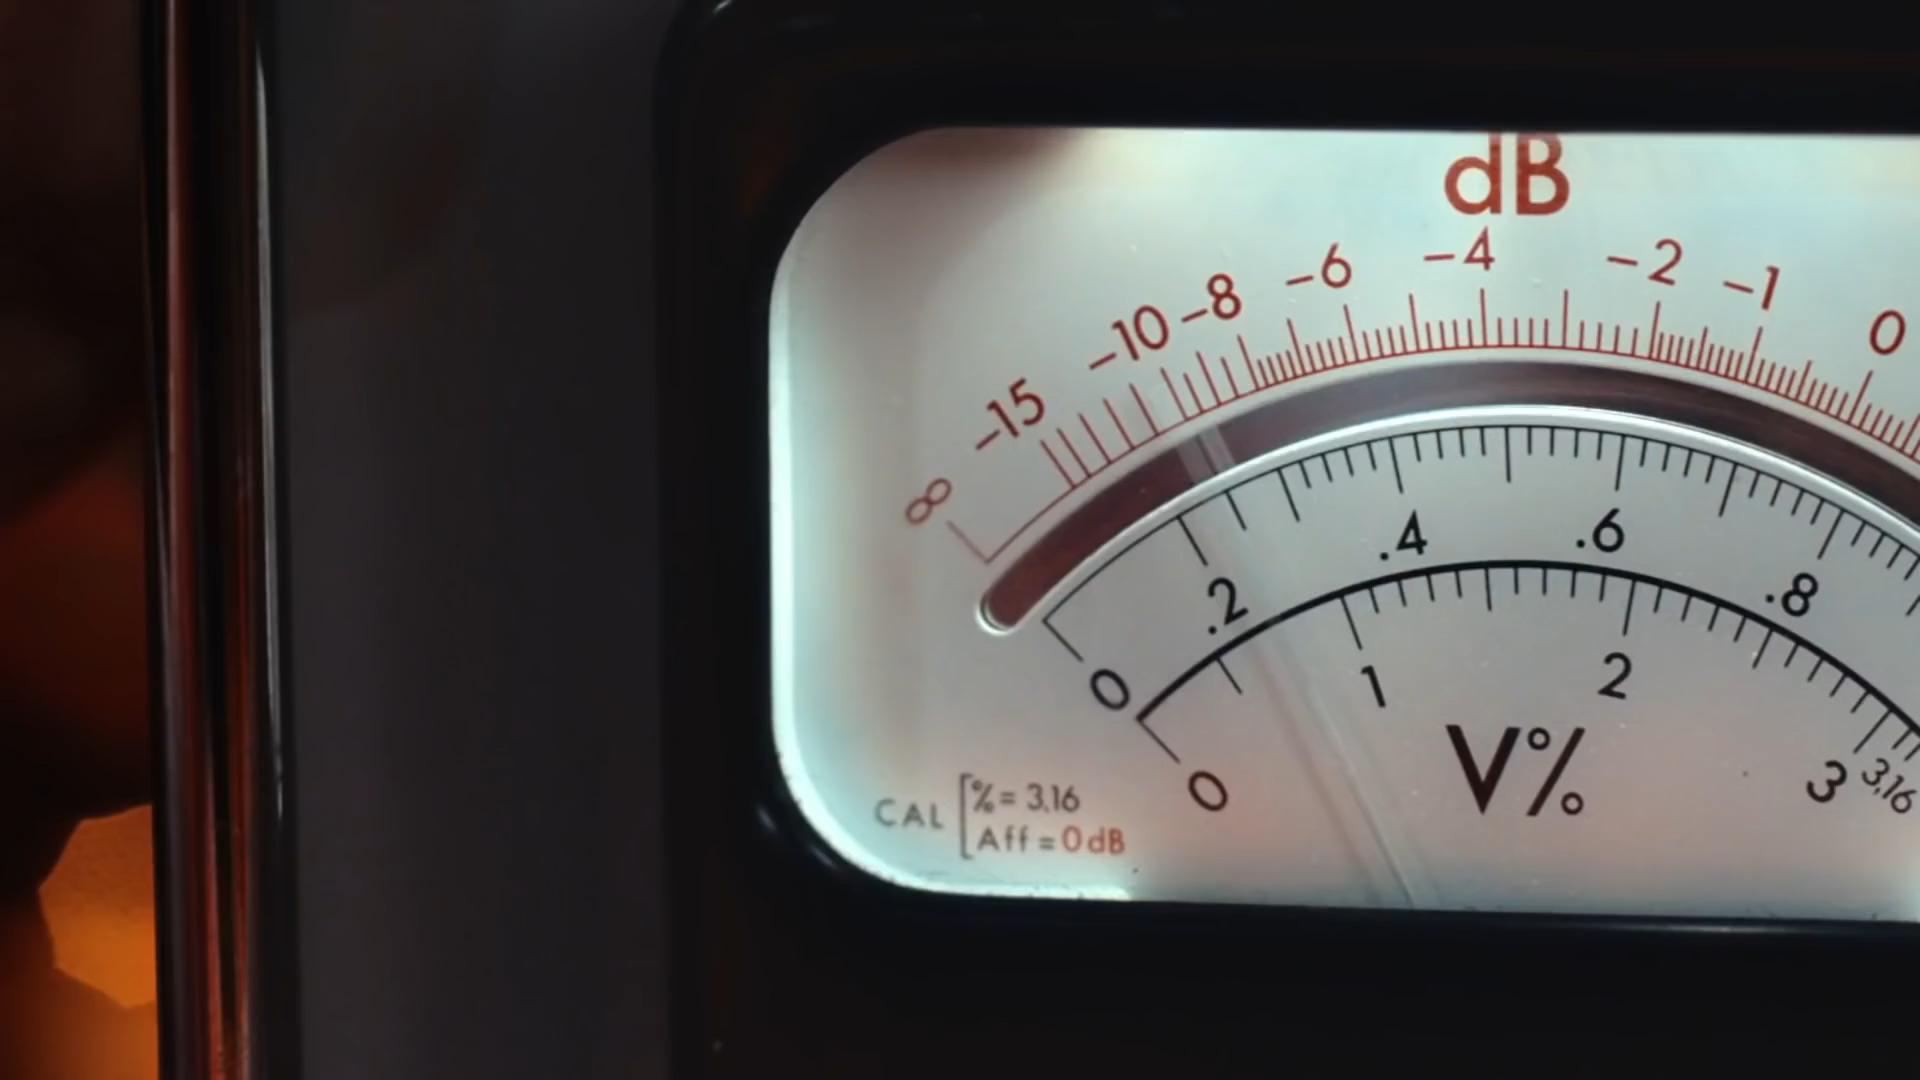 dB
∞ -15 -10 -8 -6 -4 -2 -1 0
0 .2 .4 .6 .8
0 1 2 3 3,16
V%
CAL [ % = 3,16
Aff = 0 dB